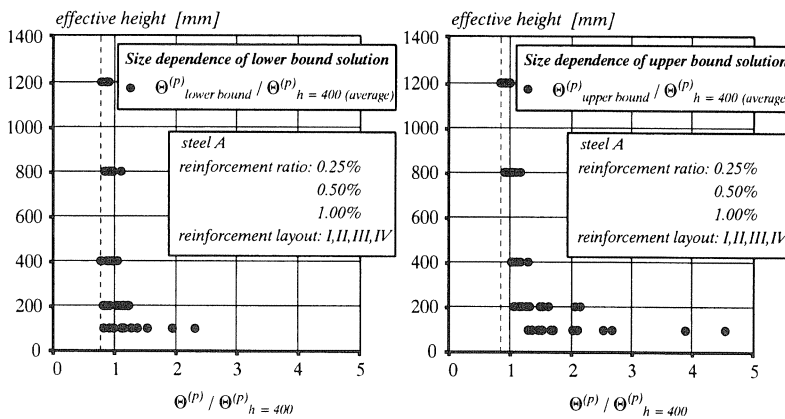 effective height [mm]
1400
1200
1000
800
600
400
200
0
Size dependence of lower bound solution
Θ(p) lower bound / Θ(p) h = 400 (average)
steel A
reinforcement ratio: 0.25%
0.50%
1.00%
reinforcement layout: I,II,III,IV
0 1 2 3 4 5
Θ(p) / Θ(p) h = 400
effective height [mm]
1400
1200
1000
800
600
400
200
0
Size dependence of upper bound solution
Θ(p) upper bound / Θ(p) h = 400 (average)
steel A
reinforcement ratio: 0.25%
0.50%
1.00%
reinforcement layout: I,II,III,IV
0 1 2 3 4 5
Θ(p) / Θ(p) h = 400